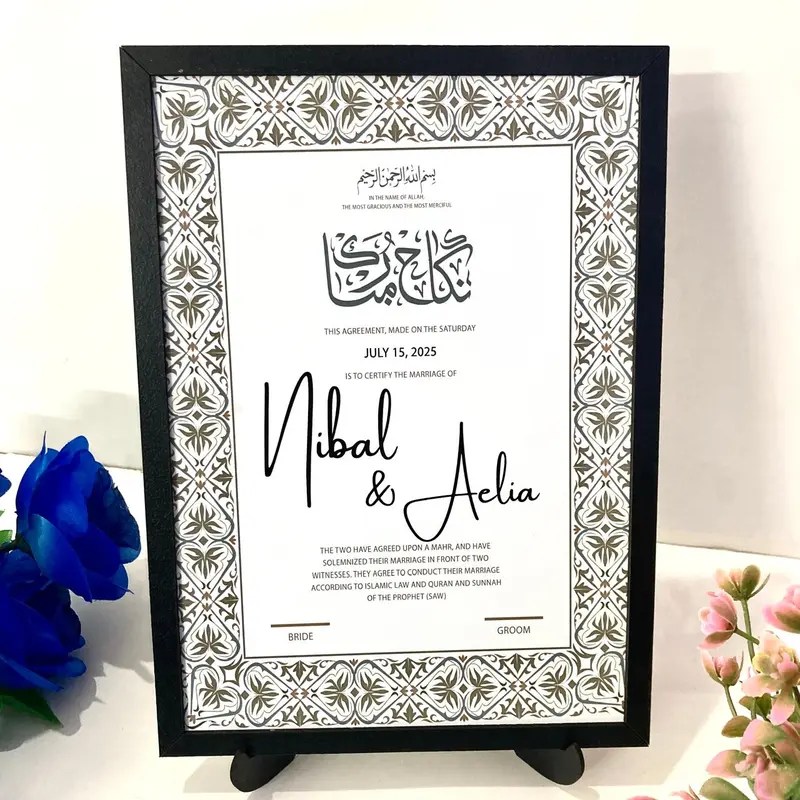 بسم الله الرحمن الرحيم
IN THE NAME OF ALLAH,
THE MOST GRACIOUS AND THE MOST MERCIFUL
نكاح مبارك
THIS AGREEMENT, MADE ON THE SATURDAY
JULY 15, 2025
IS TO CERTIFY THE MARRIAGE OF
Nibal
& Aelia
THE TWO HAVE AGREED UPON A MAHR, AND HAVE
SOLEMNIZED THEIR MARRIAGE IN FRONT OF TWO
WITNESSES. THEY AGREE TO CONDUCT THEIR MARRIAGE
ACCORDING TO ISLAMIC LAW AND QURAN AND SUNNAH
OF THE PROPHET (SAW)
BRIDE GROOM